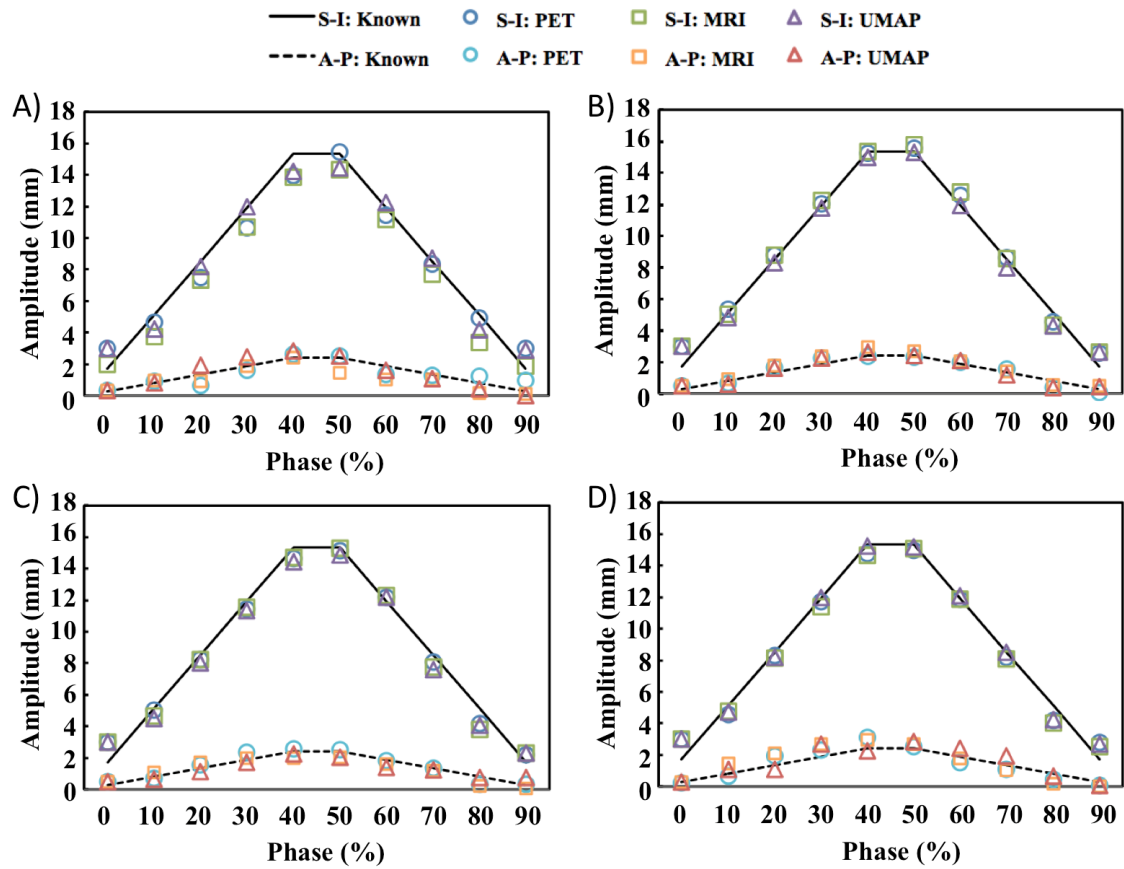 S-I: Known S-I: PET S-I: MRI S-I: UMAP
A-P: Known A-P: PET A-P: MRI A-P: UMAP
A)
18
16
14
12
10
8
6
4
2
0
Amplitude (mm)
0 10 20 30 40 50 60 70 80 90
Phase (%)
B)
18
16
14
12
10
8
6
4
2
0
Amplitude (mm)
0 10 20 30 40 50 60 70 80 90
Phase (%)
C)
18
16
14
12
10
8
6
4
2
0
Amplitude (mm)
0 10 20 30 40 50 60 70 80 90
Phase (%)
D)
18
16
14
12
10
8
6
4
2
0
Amplitude (mm)
0 10 20 30 40 50 60 70 80 90
Phase (%)